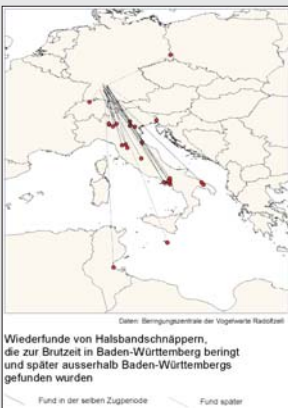 Daten: Beringungszentrale der Vogelwarte Radolfzell
Wiederfunde von Halsbandschnäppern,
die zur Brutzeit in Baden-Württemberg beringt
und später ausserhalb Baden-Württembergs
gefunden wurden
Fund in der selben Zugperiode Fund später